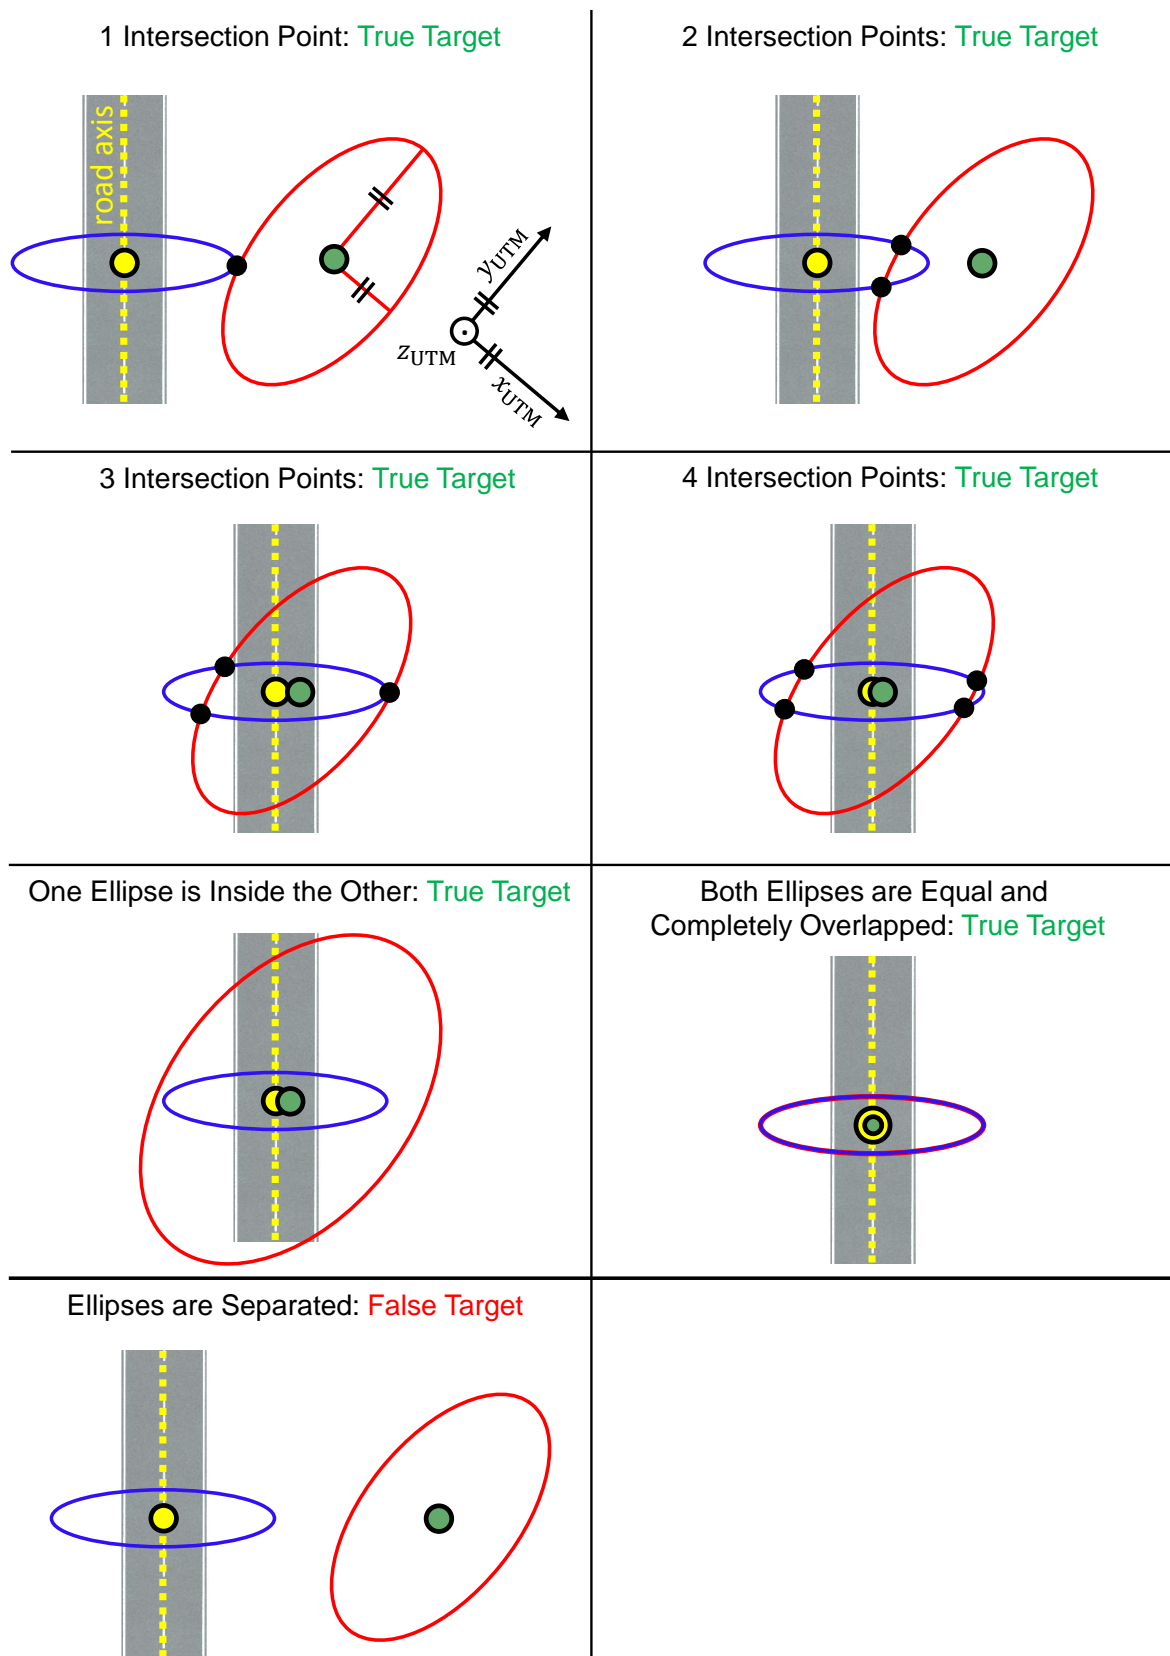 1 Intersection Point: True Target
road axis
y_UTM
z_UTM
x_UTM
2 Intersection Points: True Target
3 Intersection Points: True Target
4 Intersection Points: True Target
One Ellipse is Inside the Other: True Target
Both Ellipses are Equal and
Completely Overlapped: True Target
Ellipses are Separated: False Target